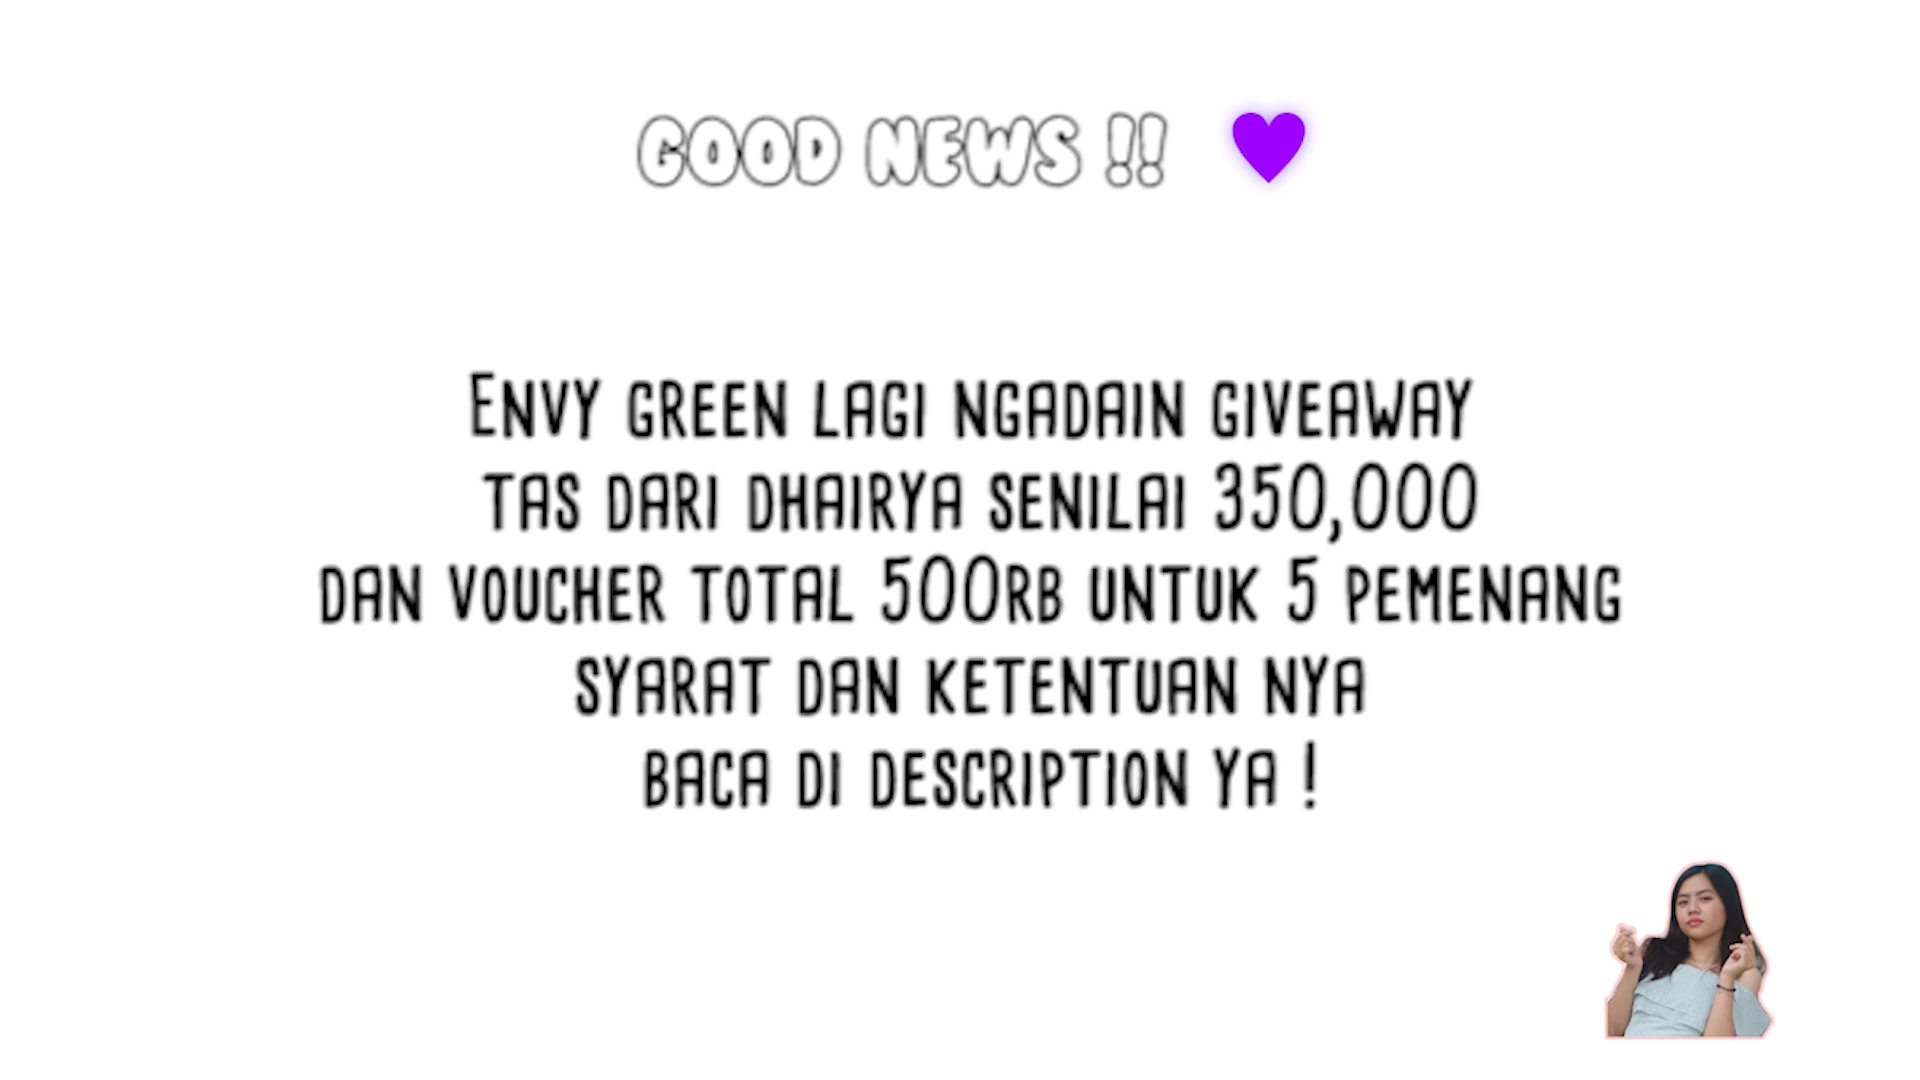 GOOD NEWS !!
Envy green lagi ngadain giveaway
tas dari dhairya senilai 350,000
dan voucher total 500rb untuk 5 pemenang
syarat dan ketentuan nya
baca di description ya !